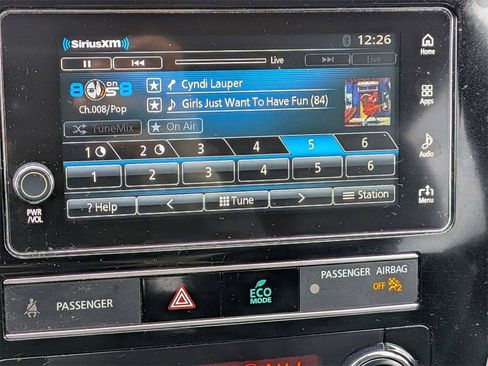 SiriusXM 12:26
Live Live
Home
80s on 8 Cyndi Lauper
Girls Just Want To Have Fun (84)
Ch.008/Pop
Apps
TuneMix On Air
Audio
1 2 3 4 5 6
1 2 3 4 5 6
? Help < Tune > Station
Menu
PWR
/VOL
PASSENGER ECO
MODE PASSENGER AIRBAG
OFF 2